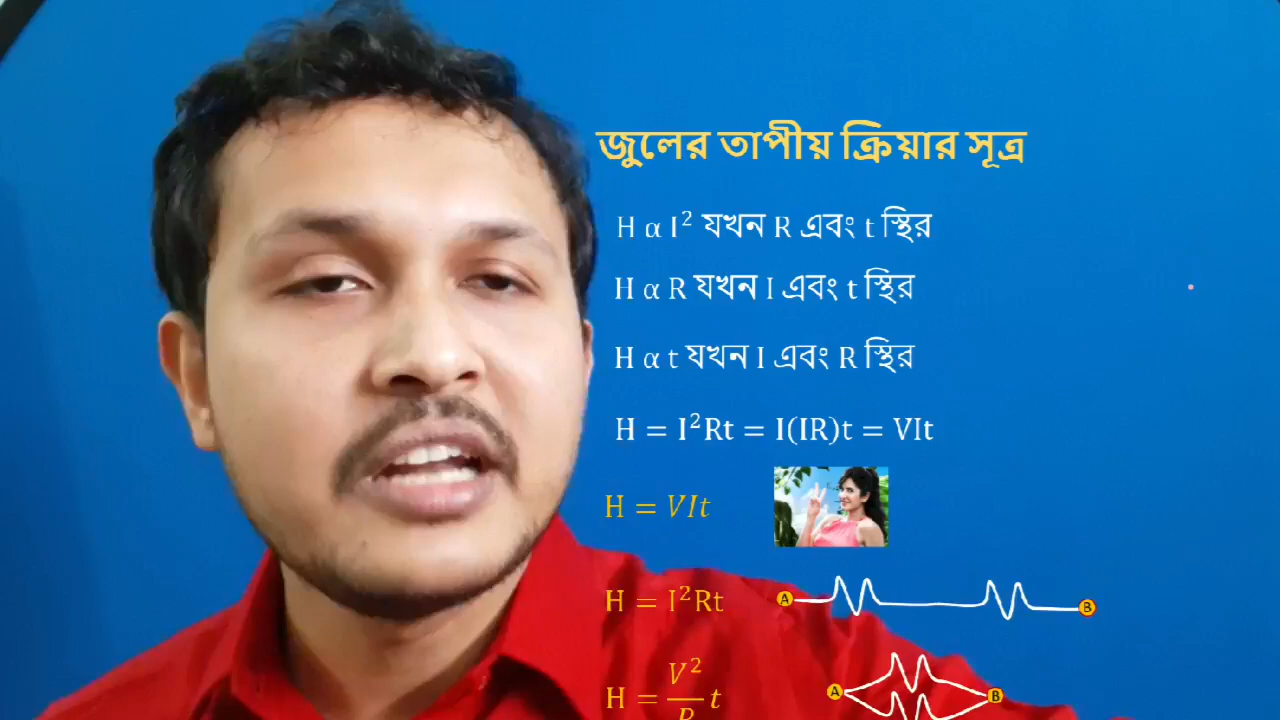 জুলের তাপীয় ক্রিয়ার সূত্র
H α I² যখন R এবং t স্থির
H α R যখন I এবং t স্থির
H α t যখন I এবং R স্থির
H = I²Rt = I(IR)t = VIt
H = VIt
H = I²Rt
A B
H = V²/R t
A B